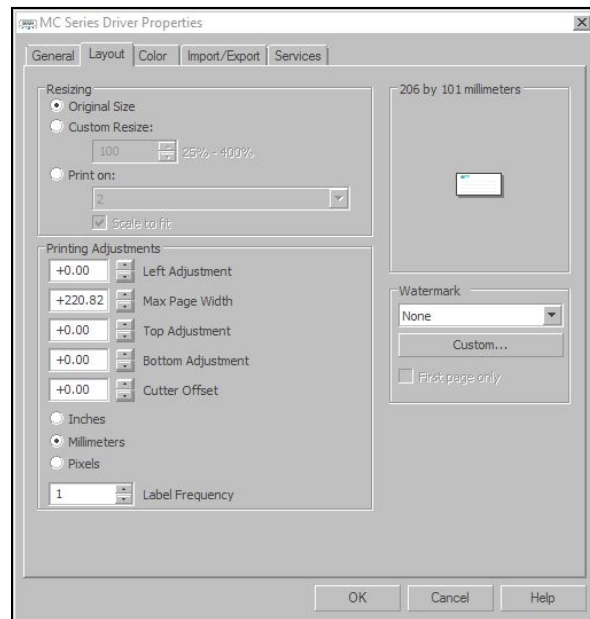 MC Series Driver Properties
General Layout Color Import/Export Services
Resizing
Original Size
Custom Resize:
100 25% - 400%
Print on:
2
Scale to fit
Printing Adjustments
+0.00 Left Adjustment
+220.82 Max Page Width
+0.00 Top Adjustment
+0.00 Bottom Adjustment
+0.00 Cutter Offset
Inches
Millimeters
Pixels
1 Label Frequency
206 by 101 millimeters
Watermark
None
Custom...
First page only
OK Cancel Help